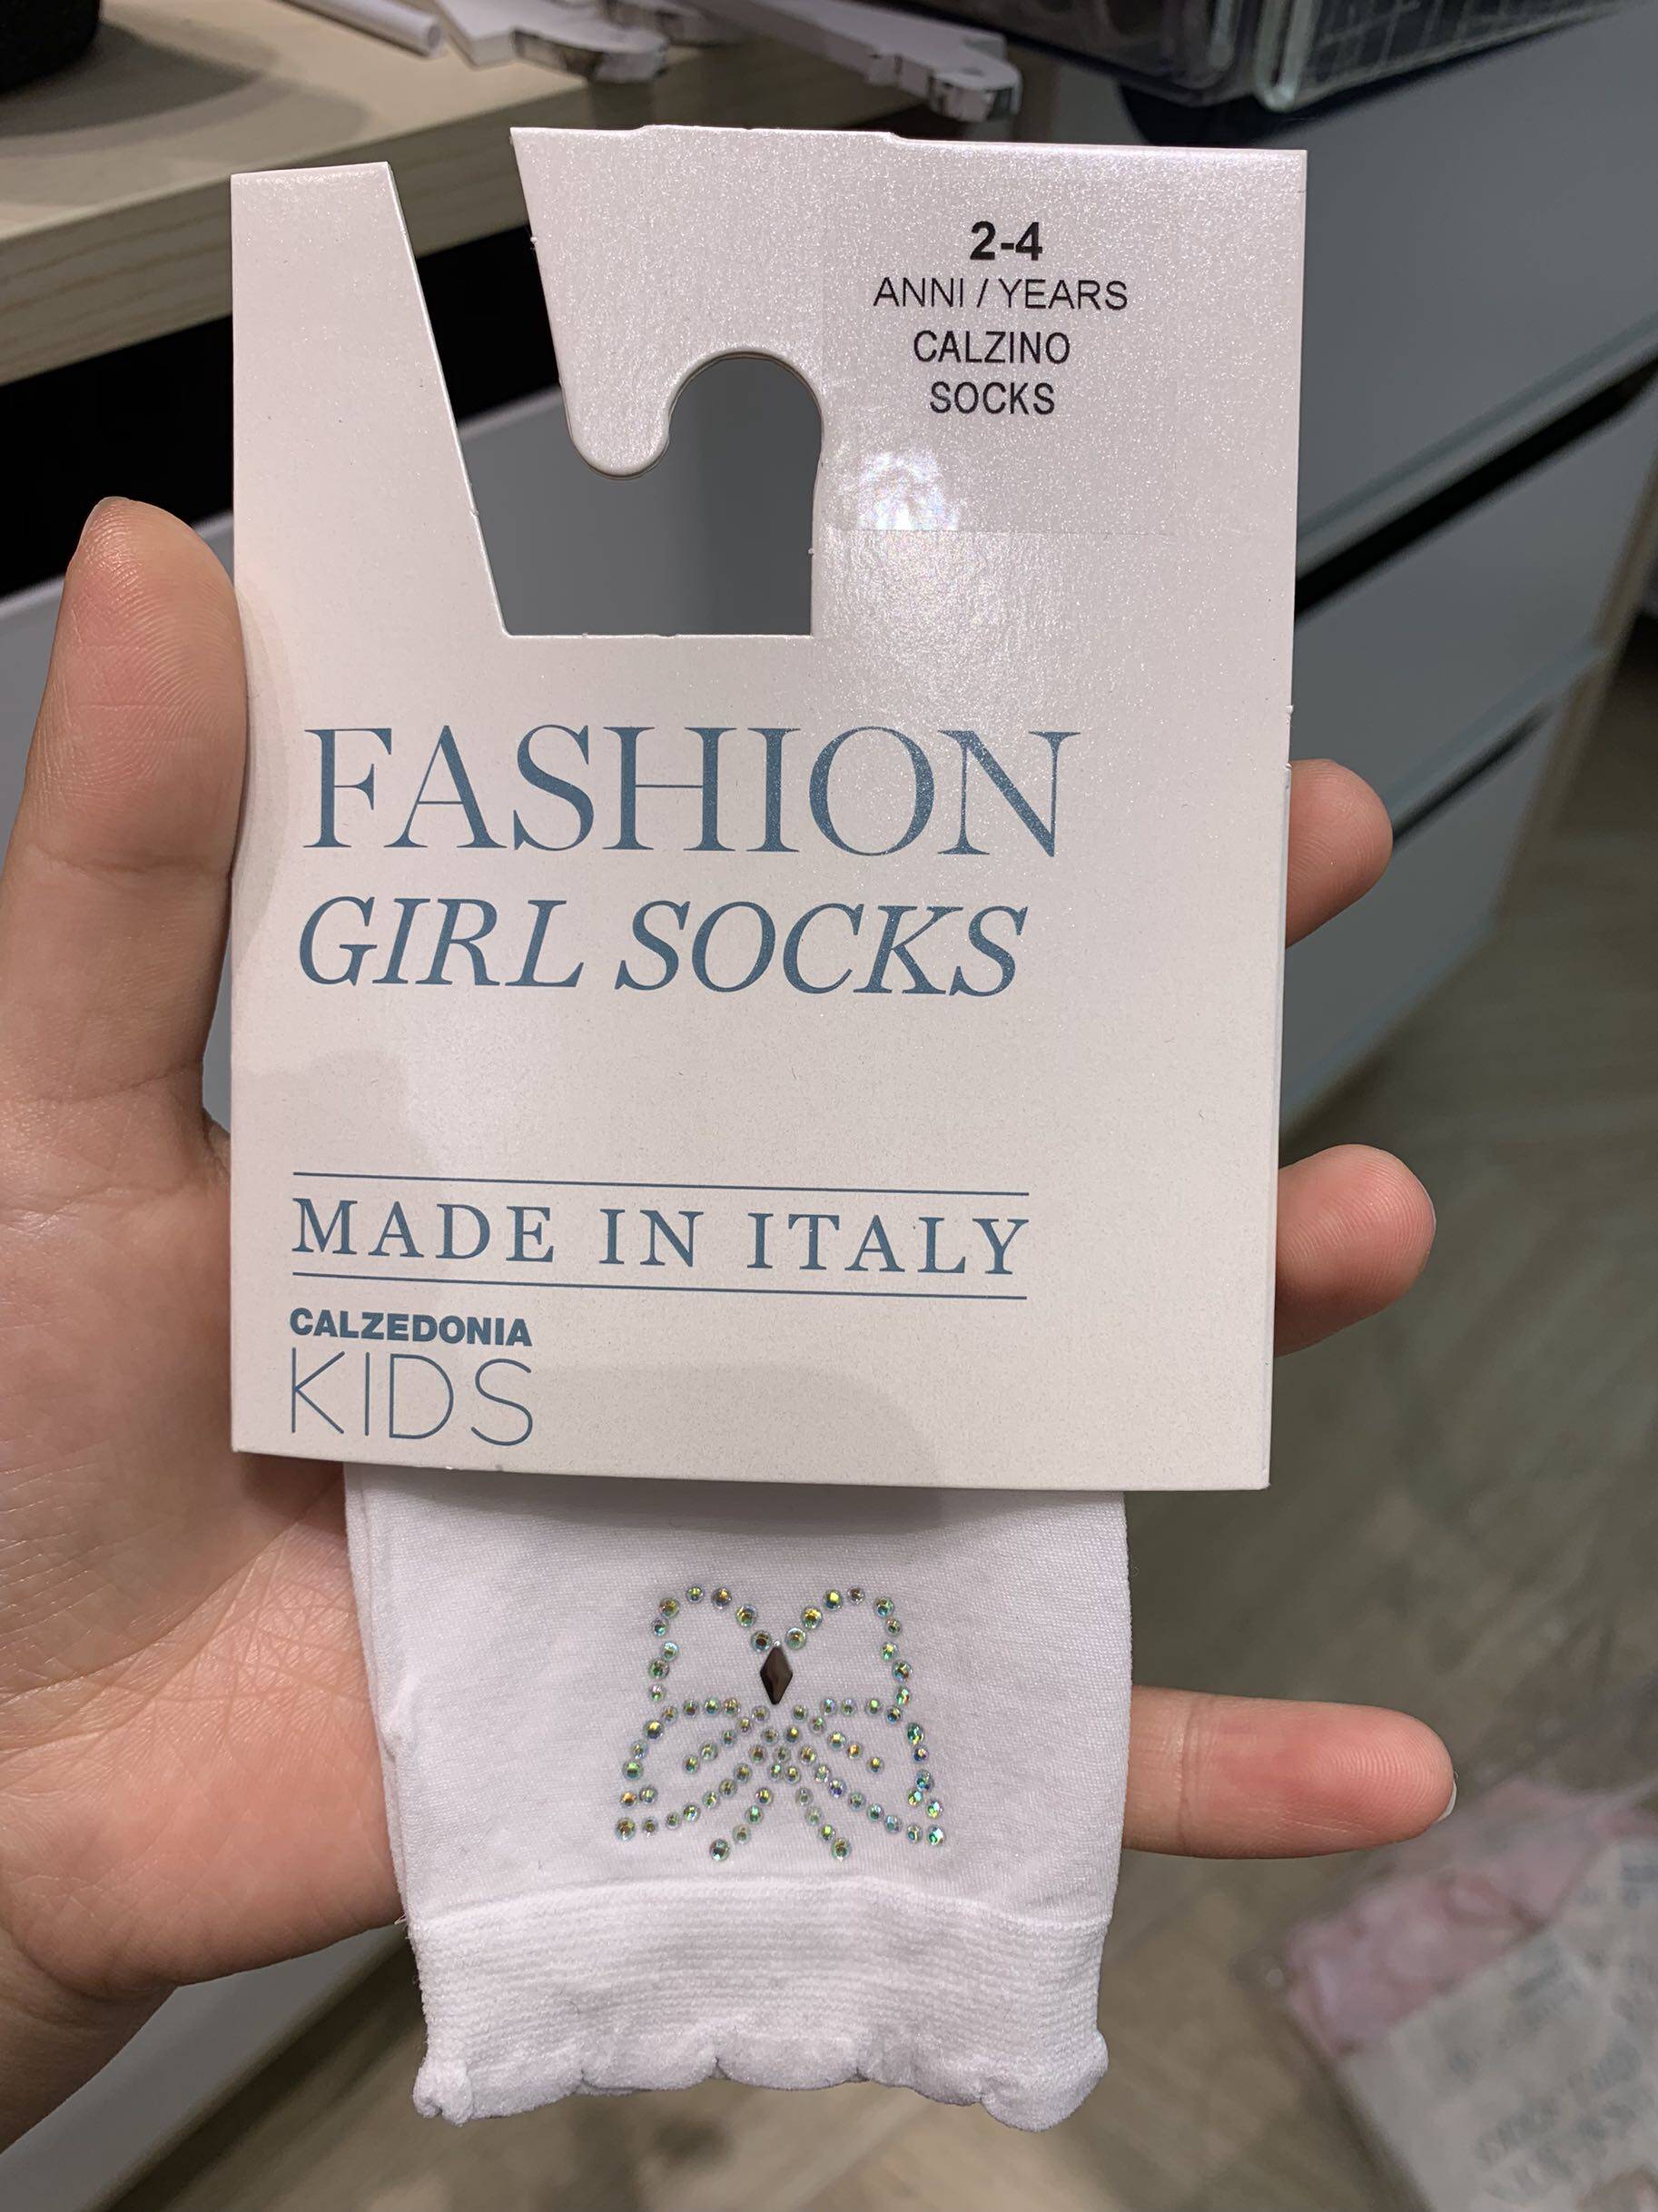 2-4
ANNI / YEARS
CALZINO
SOCKS
FASHION
GIRL SOCKS
MADE IN ITALY
CALZEDONIA
KIDS